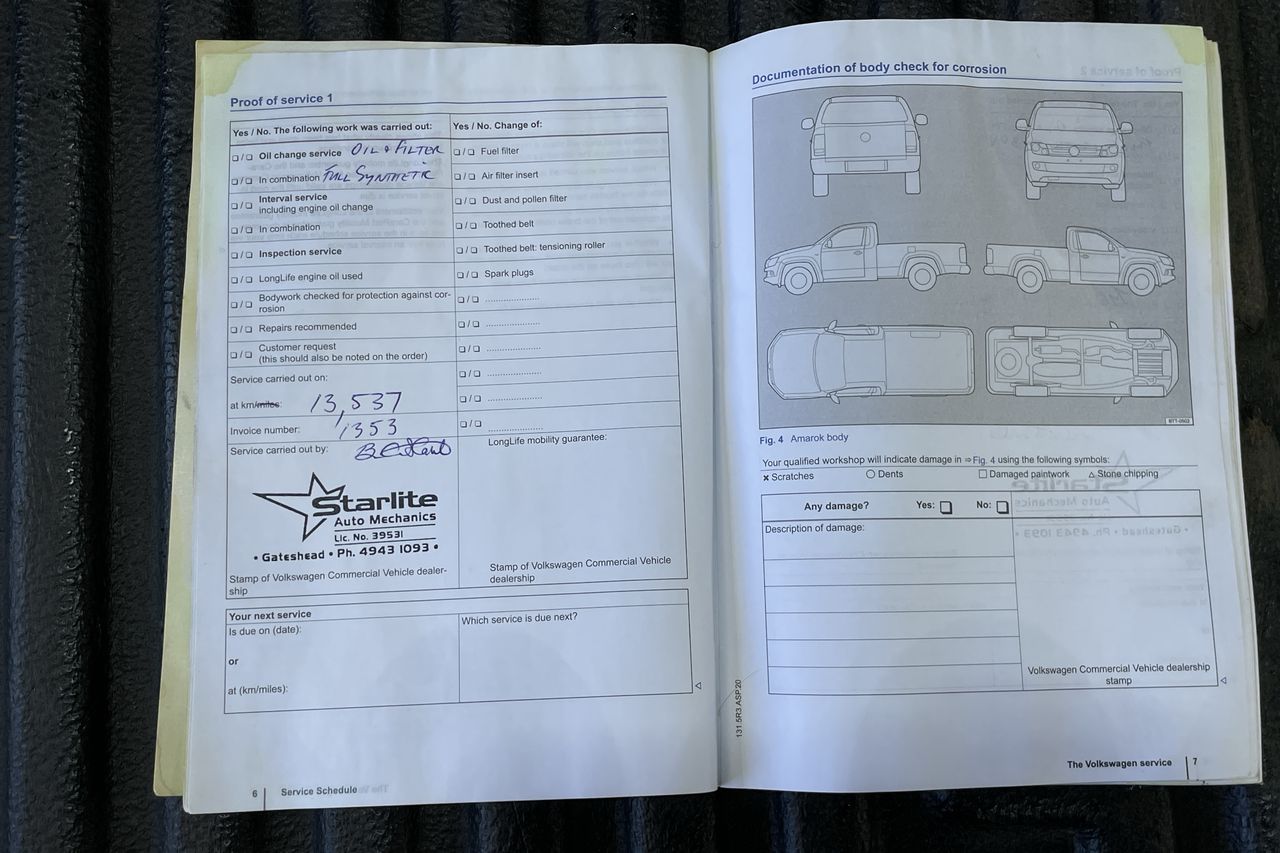 Proof of service 1
Yes / No. The following work was carried out:
Yes / No. Change of:
❏/❏ Oil change service OIL & FILTER
❏/❏ Fuel filter
❏/❏ In combination FULL SYNTHETIC
❏/❏ Air filter insert
❏/❏ Interval service
including engine oil change
❏/❏ Dust and pollen filter
❏/❏ In combination
❏/❏ Toothed belt
❏/❏ Inspection service
❏/❏ Toothed belt: tensioning roller
❏/❏ LongLife engine oil used
❏/❏ Spark plugs
❏/❏ Bodywork checked for protection against cor-
rosion
❏/❏ ....................
❏/❏ Repairs recommended
❏/❏ ....................
❏/❏ Customer request
(this should also be noted on the order)
❏/❏ ....................
Service carried out on:
❏/❏ ....................
at km/miles: 13,537
❏/❏ ....................
Invoice number: 1353
❏/❏ ....................
Service carried out by:
LongLife mobility guarantee:
Starlite
Auto Mechanics
Lic. No. 39531
• Gateshead • Ph. 4943 1093 •
Stamp of Volkswagen Commercial Vehicle dealer-
ship
Stamp of Volkswagen Commercial Vehicle
dealership
Your next service
Is due on (date):
Which service is due next?
or
at (km/miles):
6 | Service Schedule
Documentation of body check for corrosion
Fig. 4 Amarok body
Your qualified workshop will indicate damage in ⇒ Fig. 4 using the following symbols:
× Scratches ○ Dents □ Damaged paintwork △ Stone chipping
Any damage? Yes: ❏ No: ❏
Description of damage:
Volkswagen Commercial Vehicle dealership
stamp
131.5R3.ASP.20
The Volkswagen service | 7